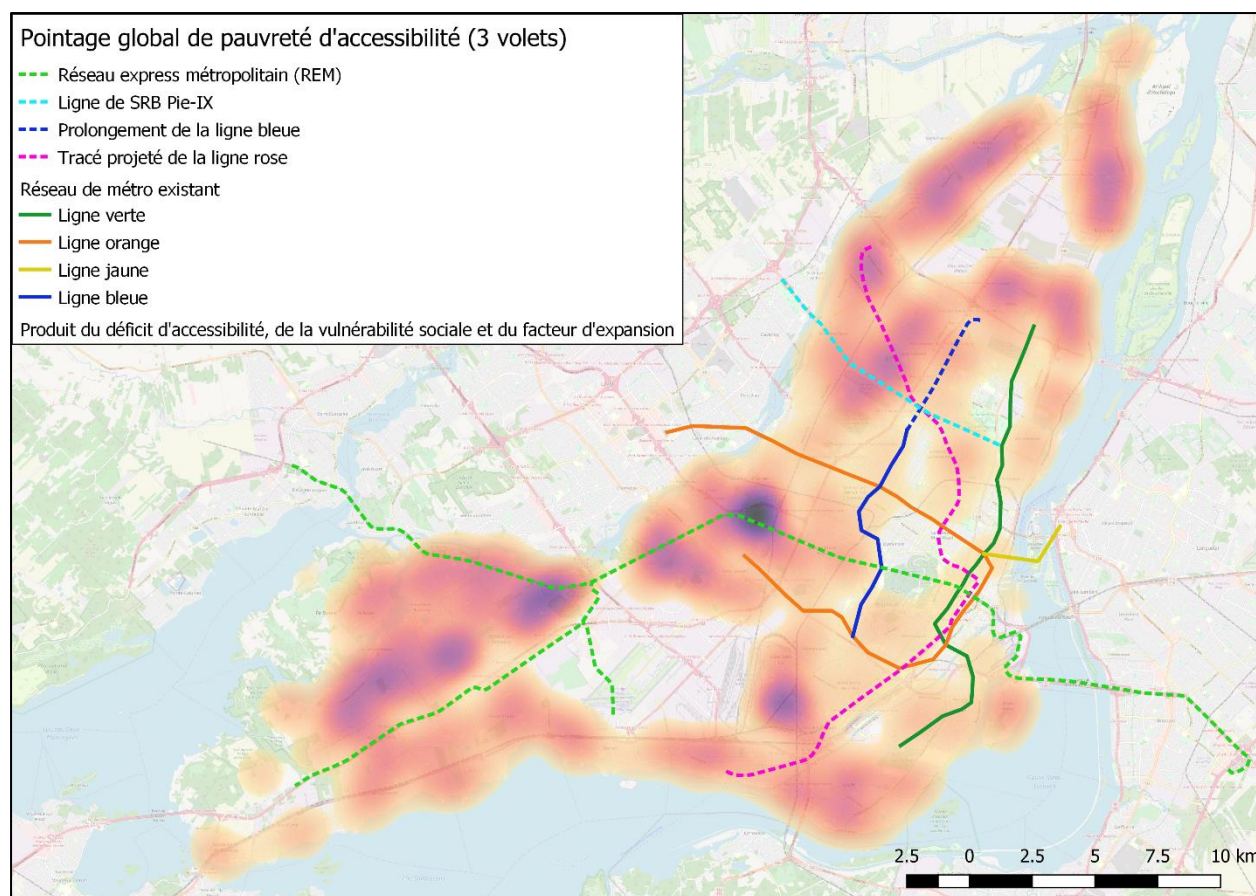 Pointage global de pauvreté d'accessibilité (3 volets)
Réseau express métropolitain (REM)
Ligne de SRB Pie-IX
Prolongement de la ligne bleue
Tracé projeté de la ligne rose
Réseau de métro existant
Ligne verte
Ligne orange
Ligne jaune
Ligne bleue
Produit du déficit d'accessibilité, de la vulnérabilité sociale et du facteur d'expansion
2.5 0 2.5 5 7.5 10 km